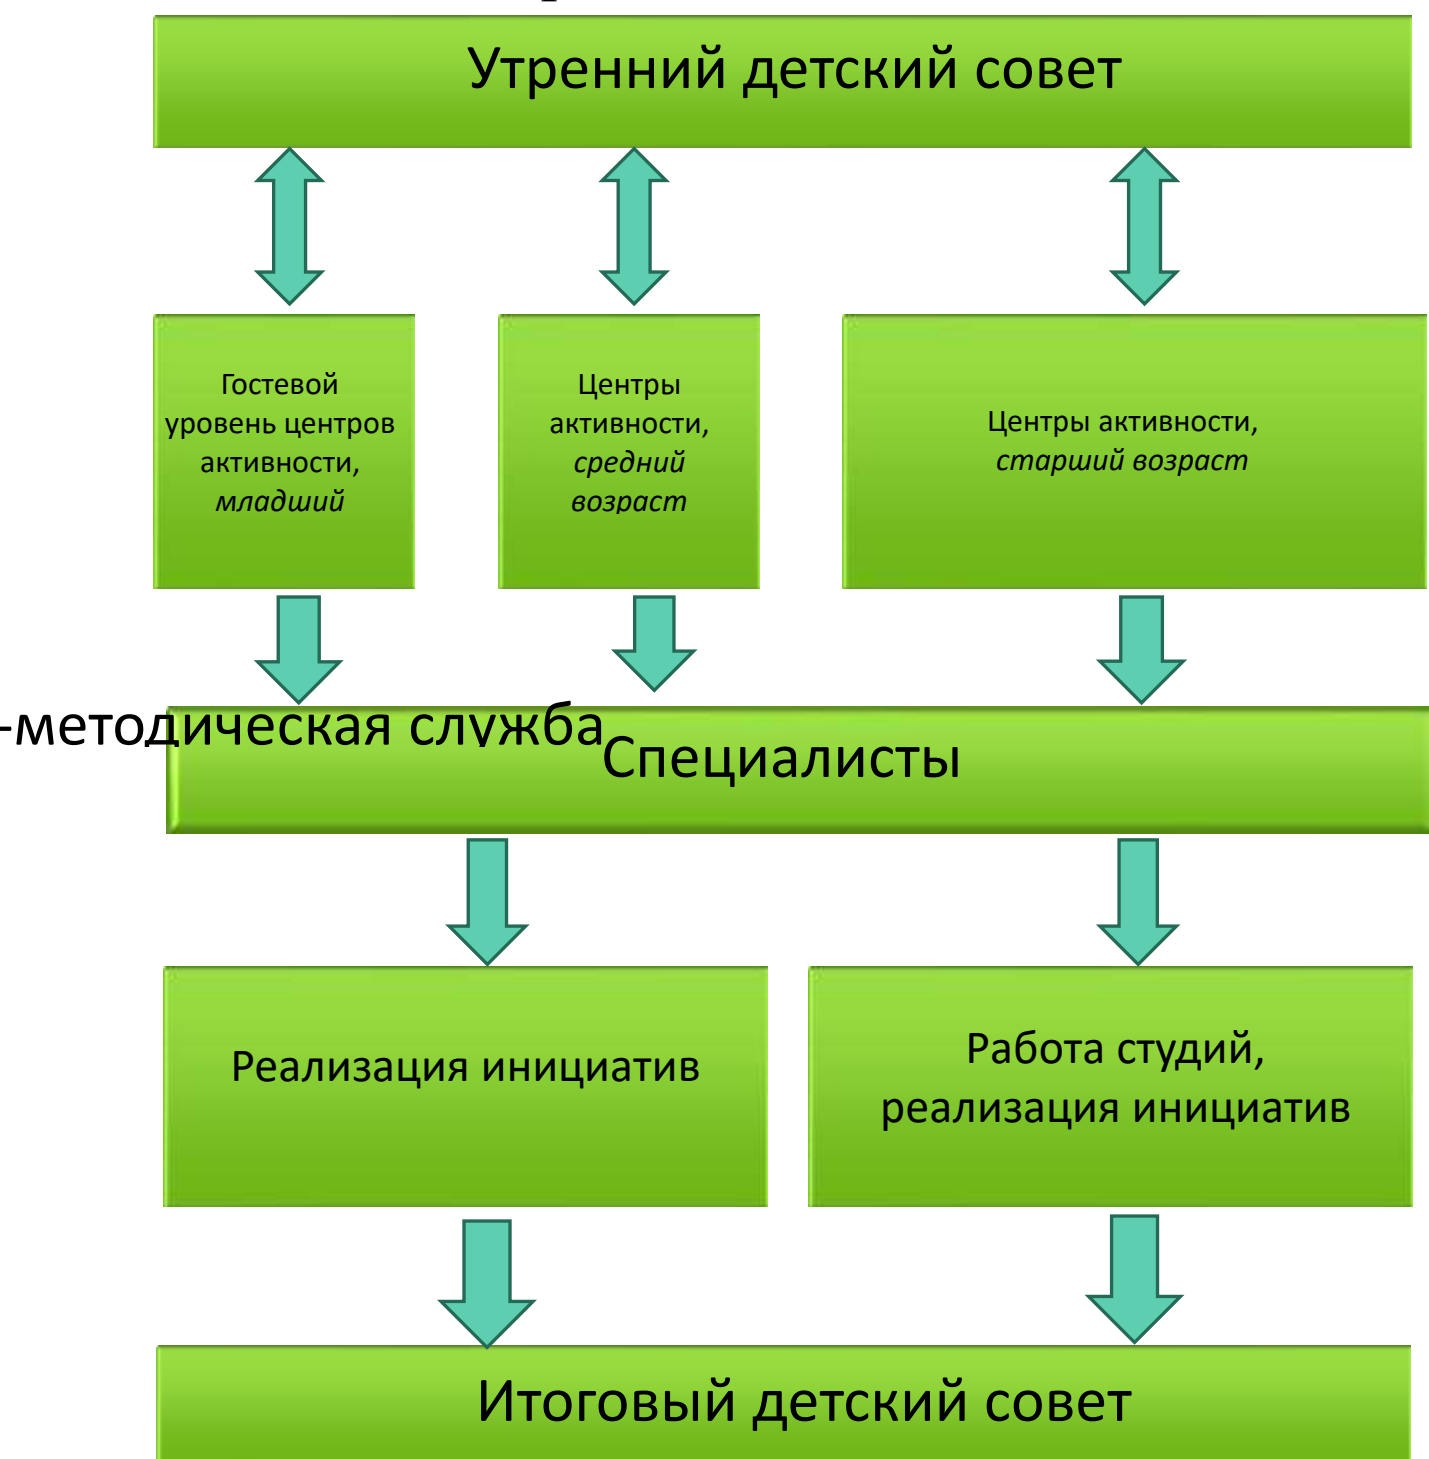 Утренний детский совет
Гостевой
уровень центров
активности,
младший
Центры
активности,
средний
возраст
Центры активности,
старший возраст
-методическая служба
Специалисты
Реализация инициатив
Работа студий,
реализация инициатив
Итоговый детский совет